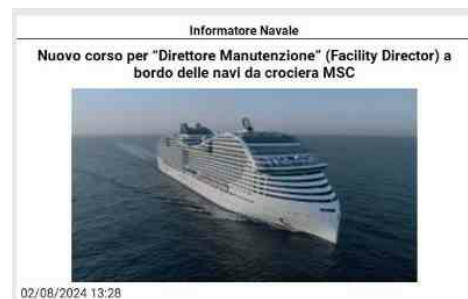 Informatore Navale
Nuovo corso per “Direttore Manutenzione” (Facility Director) a
bordo delle navi da crociera MSC
02/08/2024 13:28